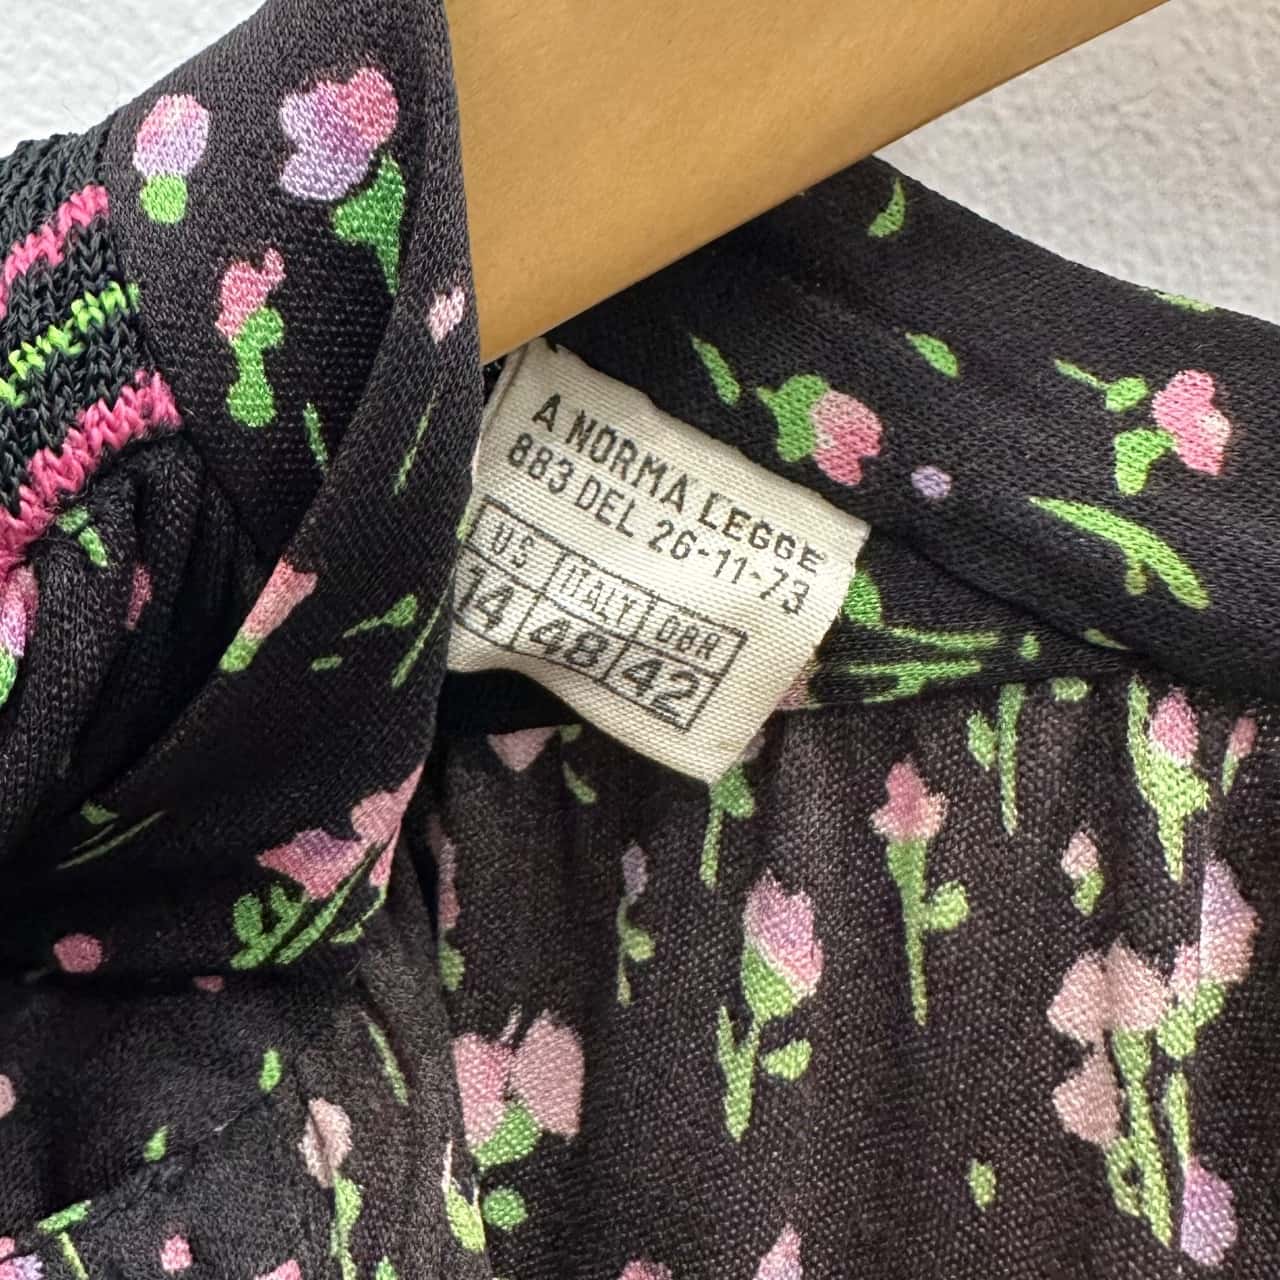 A NORMA LEGGE
883 DEL 26-11-73
US ITALY DBR
14 48 42